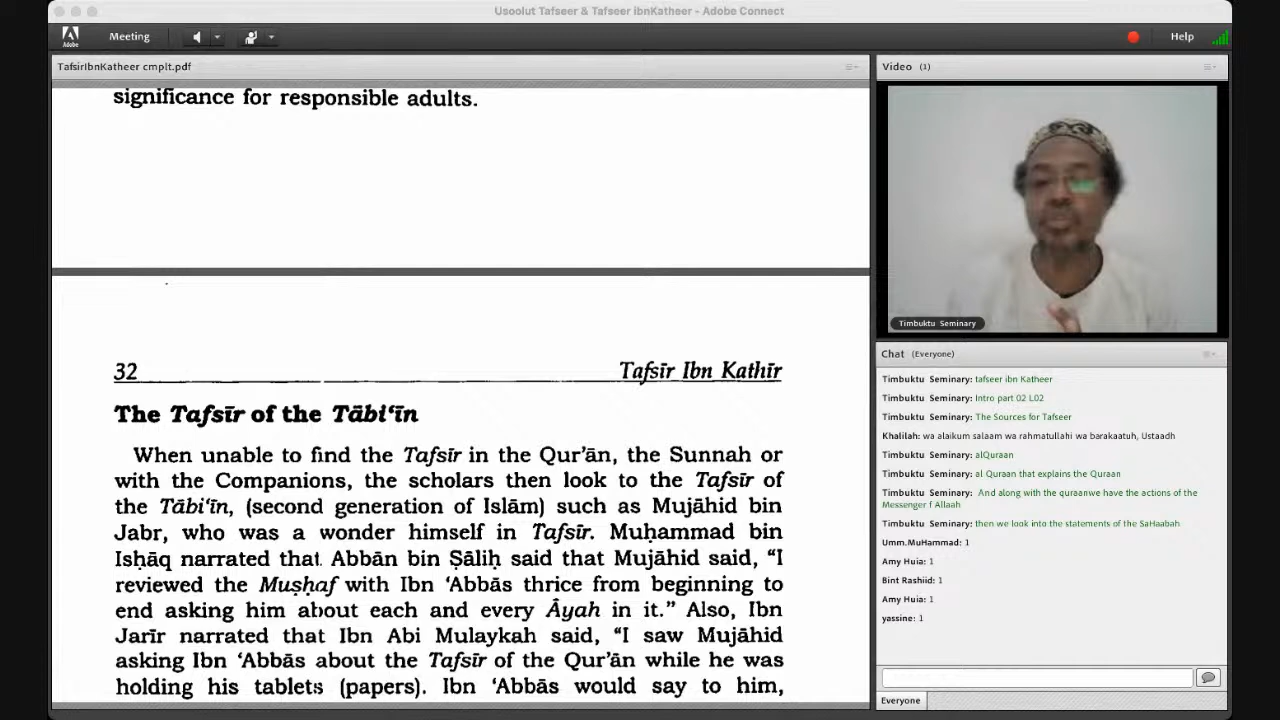 Usoolut Tafseer & Tafseer ibnKatheer - Adobe Connect
Adobe
Meeting
Help
TafsirIbnKatheer cmplt.pdf
significance for responsible adults.
32 Tafsīr Ibn Kathīr
The Tafsīr of the Tābi‘īn
When unable to find the Tafsīr in the Qur’ān, the Sunnah or
with the Companions, the scholars then look to the Tafsīr of
the Tābi‘īn, (second generation of Islām) such as Mujāhid bin
Jabr, who was a wonder himself in Tafsīr. Muḥammad bin
Isḥāq narrated that Abbān bin Ṣāliḥ said that Mujāhid said, “I
reviewed the Muṣḥaf with Ibn ‘Abbās thrice from beginning to
end asking him about each and every Âyah in it.” Also, Ibn
Jarīr narrated that Ibn Abi Mulaykah said, “I saw Mujāhid
asking Ibn ‘Abbās about the Tafsīr of the Qur’ān while he was
holding his tablets (papers). Ibn ‘Abbās would say to him,
Video (1)
Timbuktu Seminary
Chat (Everyone)
Timbuktu Seminary: tafseer ibn Katheer
Timbuktu Seminary: Intro part 02 L02
Timbuktu Seminary: The Sources for Tafseer
Khalilah: wa alaikum salaam wa rahmatullahi wa barakaatuh, Ustaadh
Timbuktu Seminary: alQuraan
Timbuktu Seminary: al Quraan that explains the Quraan
Timbuktu Seminary: And along with the quraanwe have the actions of the
Messenger f Allaah
Timbuktu Seminary: then we look into the statements of the SaHaabah
Umm.MuHammad: 1
Amy Huia: 1
Bint Rashiid: 1
Amy Huia: 1
yassine: 1
Everyone